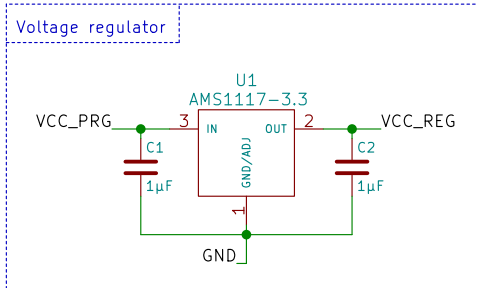 Voltage regulator
U1
AMS1117-3.3
VCC_PRG 3 IN OUT 2 VCC_REG
C1 GND/ADJ C2
1µF 1µF
1
GND